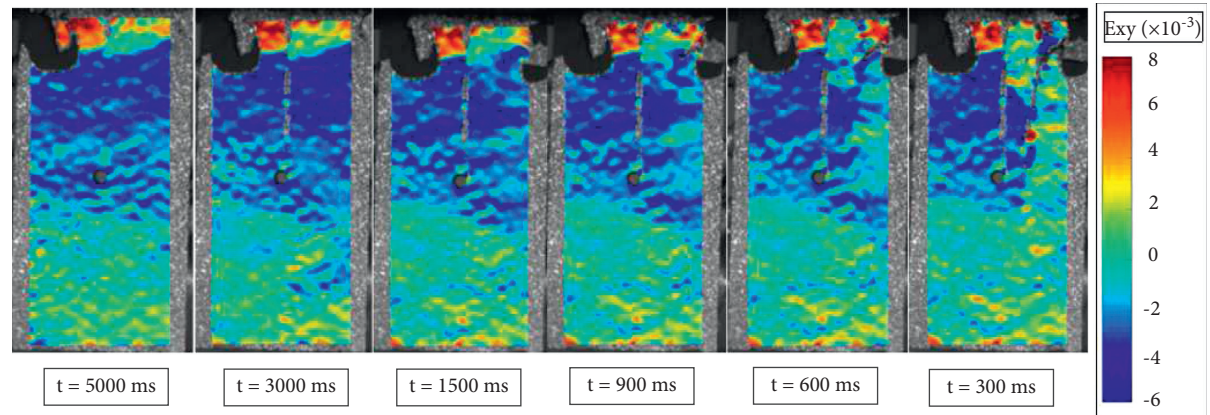 Exy (×10⁻³)
8
6
4
2
0
-2
-4
-6
t = 5000 ms
t = 3000 ms
t = 1500 ms
t = 900 ms
t = 600 ms
t = 300 ms